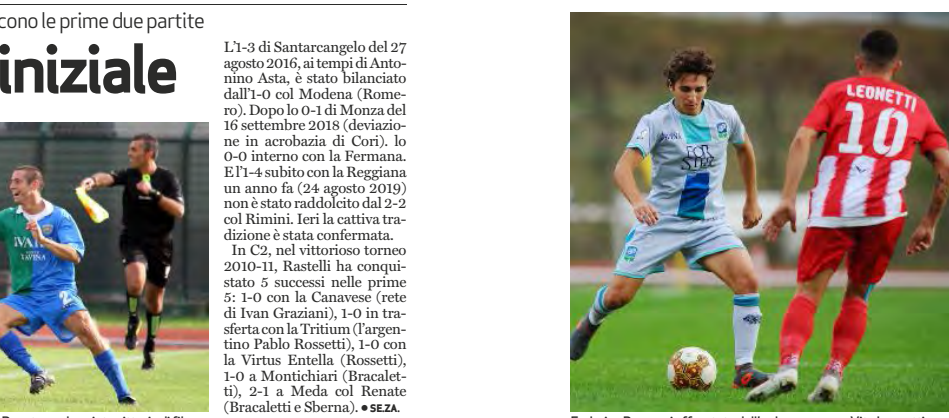 cono le prime due partite
iniziale
L'1-3 di Santarcangelo del 27
agosto 2016, ai tempi di Anto-
nino Asta, è stato bilanciato
dall'1-0 col Modena (Rome-
ro). Dopo lo 0-1 di Monza del
16 settembre 2018 (deviazio-
ne in acrobazia di Cori). lo
0-0 interno con la Fermana.
E l'1-4 subito con la Reggiana
un anno fa (24 agosto 2019)
non è stato raddolcito dal 2-2
col Rimini. Ieri la cattiva tra-
dizione è stata confermata.
In C2, nel vittorioso torneo
2010-11, Rastelli ha conqui-
stato 5 successi nelle prime
5: 1-0 con la Canavese (rete
di Ivan Graziani), 1-0 in tra-
sferta con la Tritium (l'argen-
tino Pablo Rossetti), 1-0 con
la Virtus Entella (Rossetti),
1-0 a Montichiari (Bracalet-
ti), 2-1 a Meda col Renate
(Bracaletti e Sberna). ● SE.ZA.
TAVINA
2
FOR
LEONETTI
10